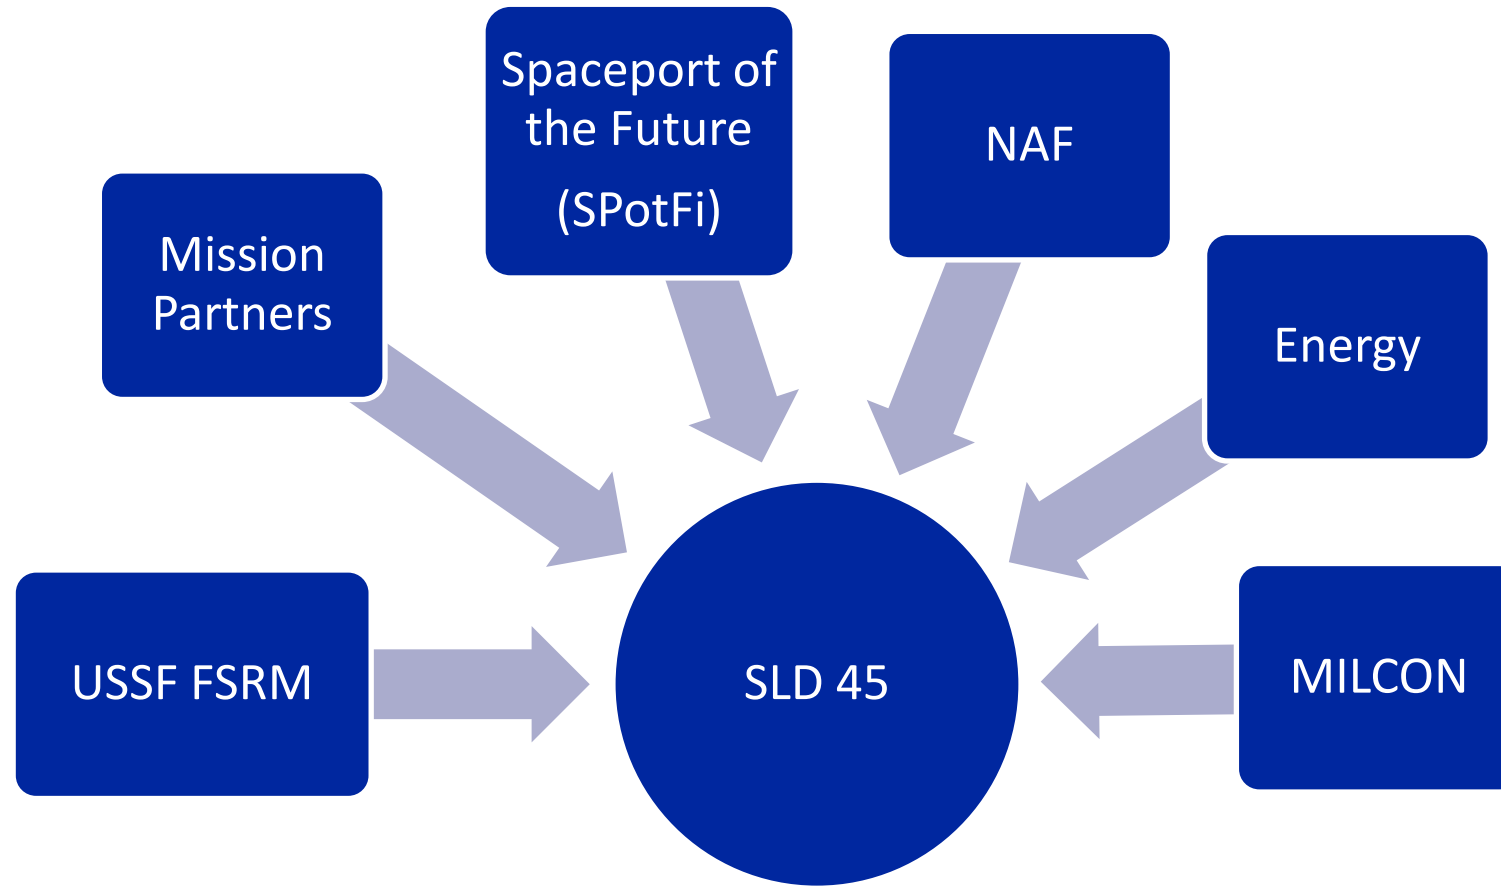 Spaceport of
the Future
(SPotFi)
NAF
Mission
Partners
Energy
USSF FSRM
SLD 45
MILCON